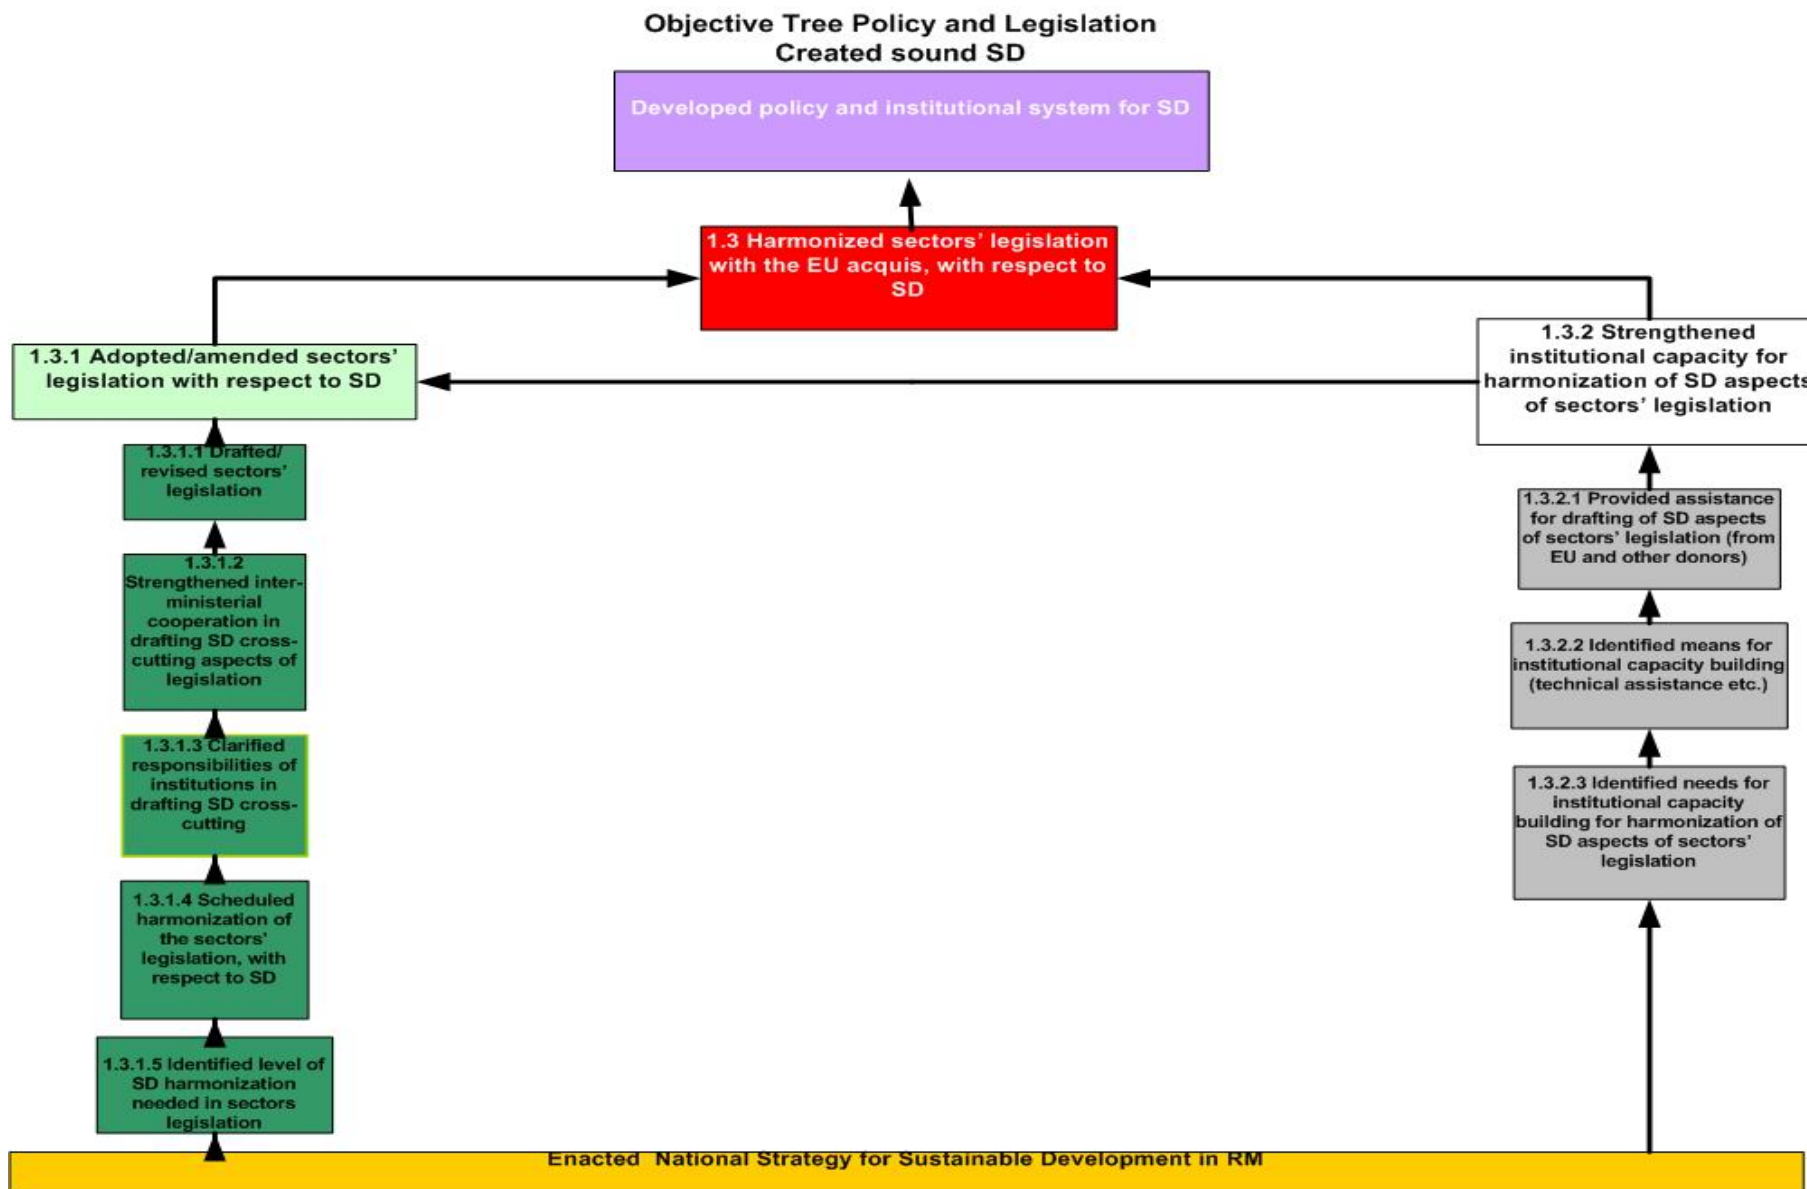 Objective Tree Policy and Legislation
Created sound SD
Developed policy and institutional system for SD
1.3 Harmonized sectors’ legislation
with the EU acquis, with respect to
SD
1.3.1 Adopted/amended sectors’
legislation with respect to SD
1.3.2 Strengthened
institutional capacity for
harmonization of SD aspects
of sectors’ legislation
1.3.1.1 Drafted/
revised sectors’
legislation
1.3.1.2
Strengthened inter-
ministerial
cooperation in
drafting SD cross-
cutting aspects of
legislation
1.3.1.3 Clarified
responsibilities of
institutions in
drafting SD cross-
cutting
1.3.1.4 Scheduled
harmonization of
the sectors’
legislation, with
respect to SD
1.3.1.5 Identified level of
SD harmonization
needed in sectors
legislation
1.3.2.1 Provided assistance
for drafting of SD aspects
of sectors’ legislation (from
EU and other donors)
1.3.2.2 Identified means for
institutional capacity building
(technical assistance etc.)
1.3.2.3 Identified needs for
institutional capacity
building for harmonization of
SD aspects of sectors’
legislation
Enacted National Strategy for Sustainable Development in RM